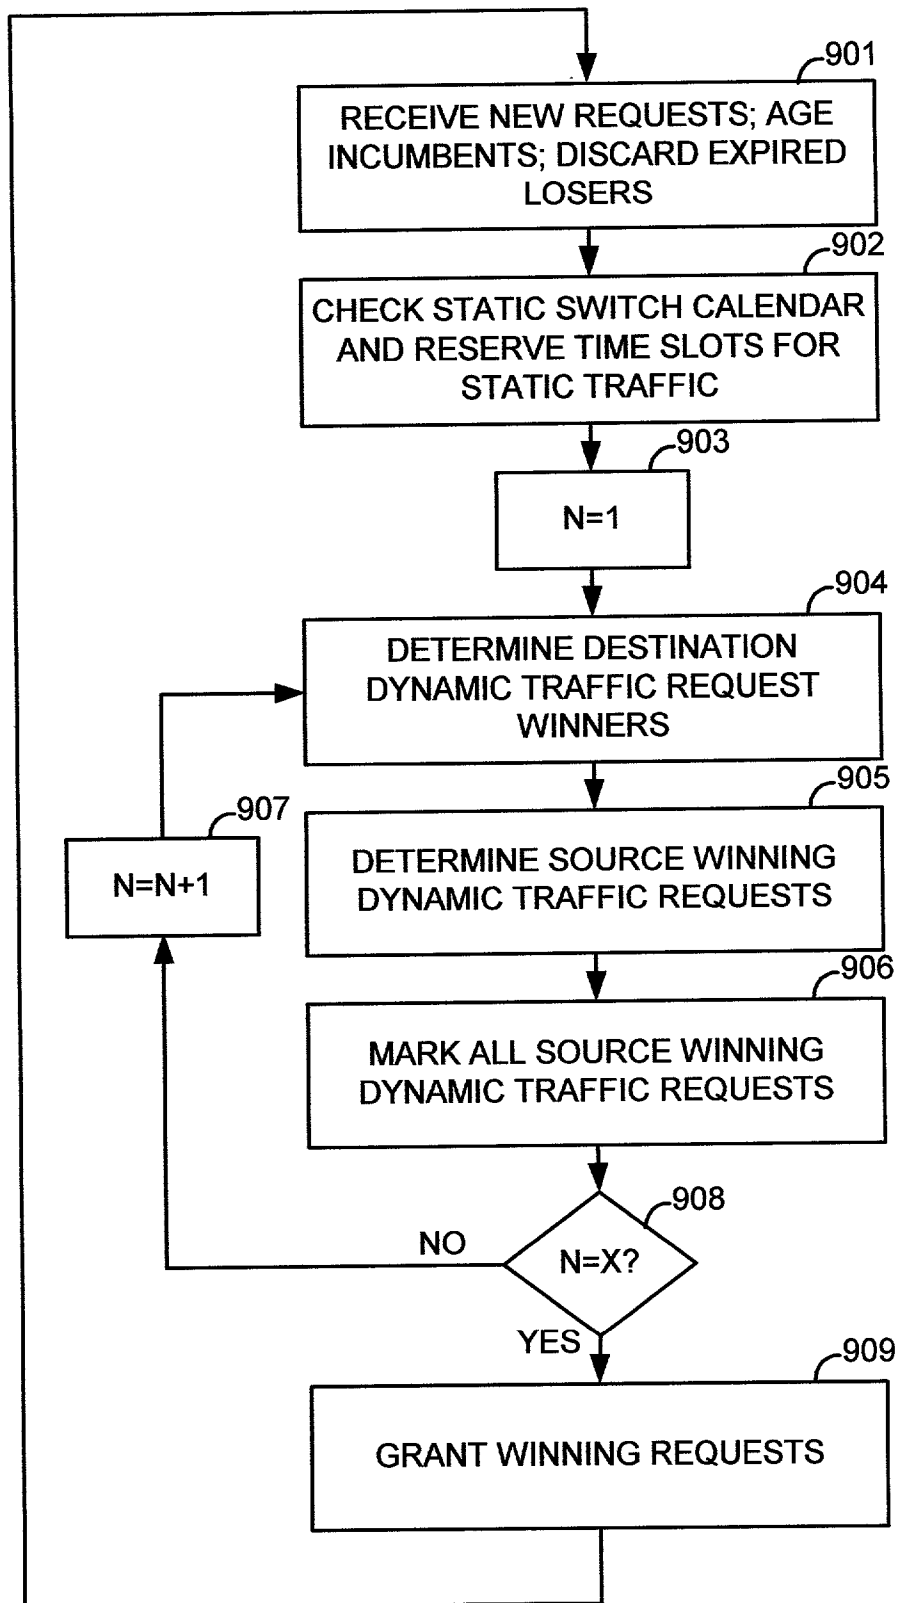 901
RECEIVE NEW REQUESTS; AGE
INCUMBENTS; DISCARD EXPIRED
LOSERS
902
CHECK STATIC SWITCH CALENDAR
AND RESERVE TIME SLOTS FOR
STATIC TRAFFIC
903
N=1
904
DETERMINE DESTINATION
DYNAMIC TRAFFIC REQUEST
WINNERS
905
DETERMINE SOURCE WINNING
DYNAMIC TRAFFIC REQUESTS
907
N=N+1
906
MARK ALL SOURCE WINNING
DYNAMIC TRAFFIC REQUESTS
908
N=X?
NO
YES
909
GRANT WINNING REQUESTS